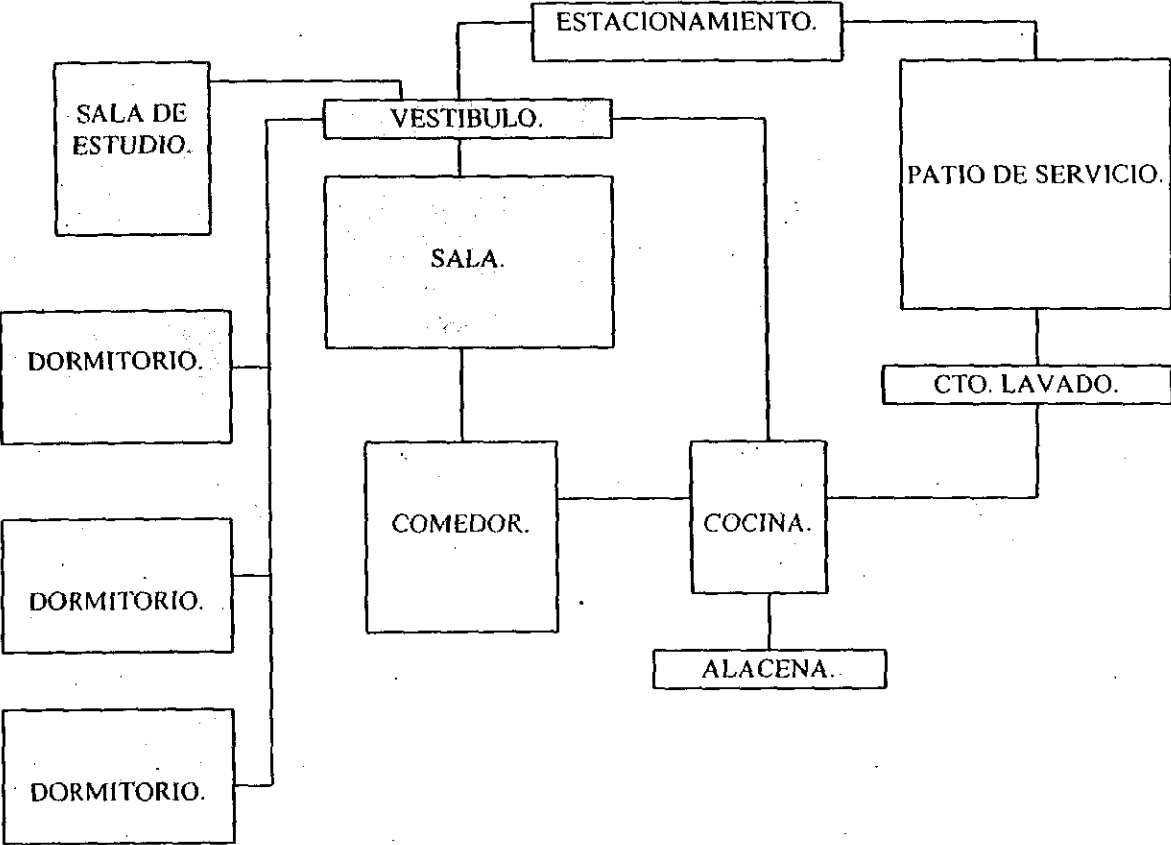 ESTACIONAMIENTO.
SALA DE
ESTUDIO.
VESTIBULO.
PATIO DE SERVICIO.
SALA.
DORMITORIO.
CTO. LAVADO.
COMEDOR.
COCINA.
DORMITORIO.
ALACENA.
DORMITORIO.